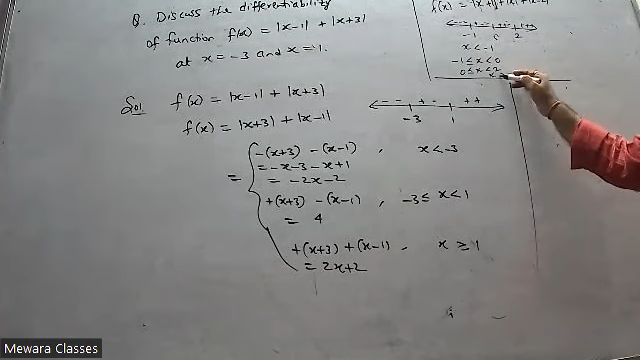 Q. Discuss the differentiability
of function f(x) = |x-1| + |x+3|
at x = -3 and x = 1.
Sol f(x) = |x-1| + |x+3|
f(x) = |x+3| + |x-1|
-- +- ++
-3 1
= -(x+3) - (x-1) , x < -3
= -x-3 -x+1
= -2x-2
+(x+3) - (x-1) , -3 ≤ x < 1
= 4
+(x+3) + (x-1) . x ≥ 1
= 2x+2
-1 0 2
x < -1
-1 ≤ x < 0
0 ≤ x < 2
Mewara Classes